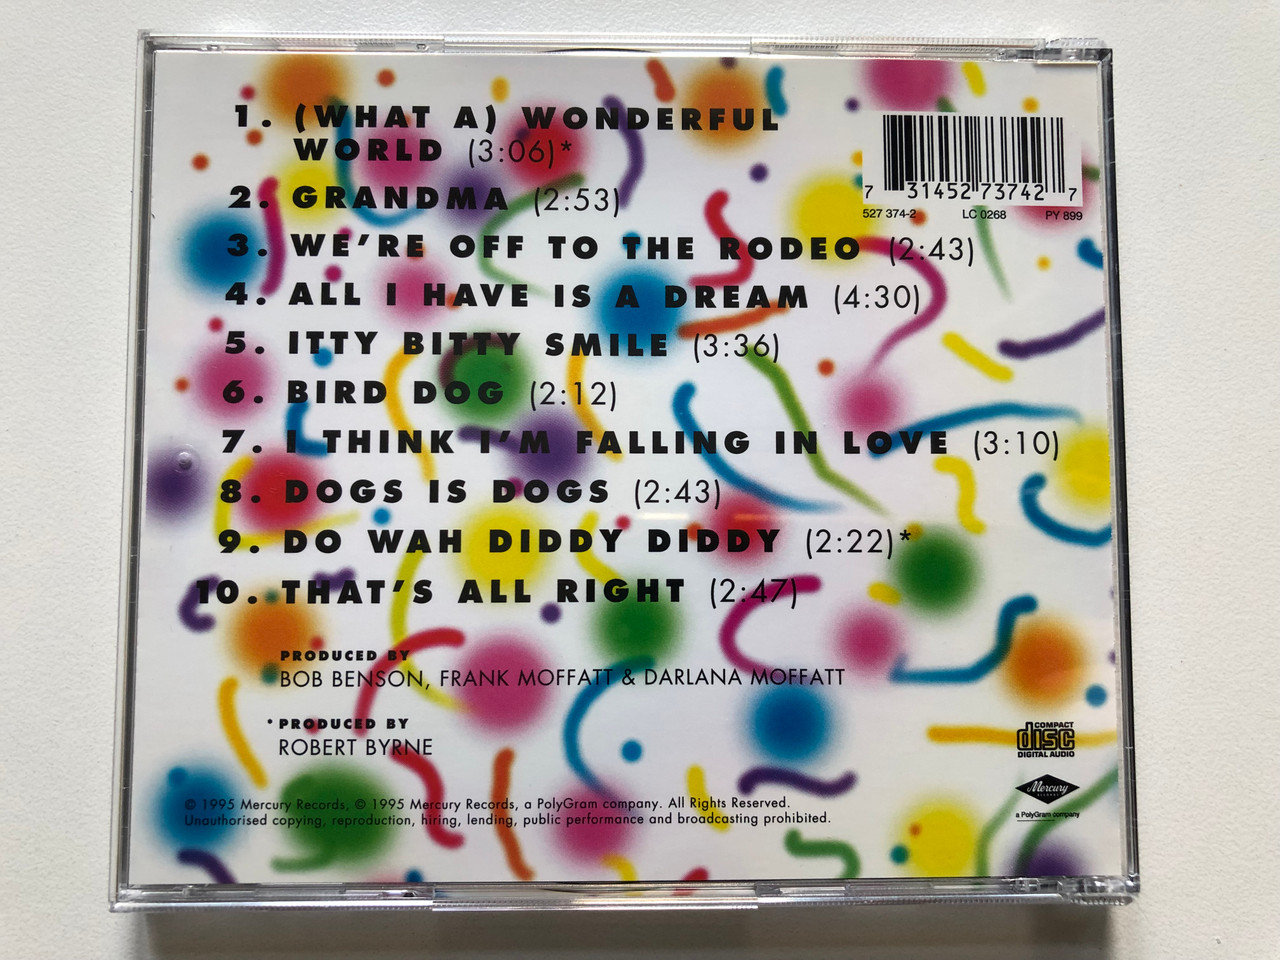 1. (WHAT A) WONDERFUL
WORLD (3:06)*
2. GRANDMA (2:53)
3. WE'RE OFF TO THE RODEO (2:43)
4. ALL I HAVE IS A DREAM (4:30)
5. ITTY BITTY SMILE (3:36)
6. BIRD DOG (2:12)
7. I THINK I'M FALLING IN LOVE (3:10)
8. DOGS IS DOGS (2:43)
9. DO WAH DIDDY DIDDY (2:22)*
10. THAT'S ALL RIGHT (2:47)
7 31452 73742 7
527 374-2 LC 0268 PY 899
PRODUCED BY
BOB BENSON, FRANK MOFFATT & DARLANA MOFFATT
* PRODUCED BY
ROBERT BYRNE
© 1995 Mercury Records, © 1995 Mercury Records, a PolyGram company. All Rights Reserved.
Unauthorised copying, reproduction, hiring, lending, public performance and broadcasting prohibited.
COMPACT
disc
DIGITAL AUDIO
Mercury
RECORDS
a PolyGram company